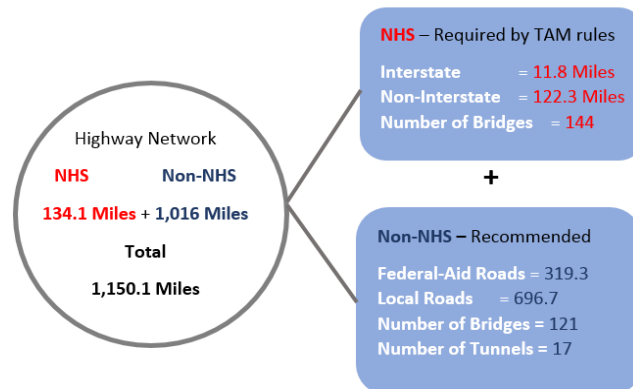 Highway Network
NHS Non-NHS
134.1 Miles + 1,016 Miles
Total
1,150.1 Miles
NHS – Required by TAM rules
Interstate = 11.8 Miles
Non-Interstate = 122.3 Miles
Number of Bridges = 144
+
Non-NHS – Recommended
Federal-Aid Roads = 319.3
Local Roads = 696.7
Number of Bridges = 121
Number of Tunnels = 17